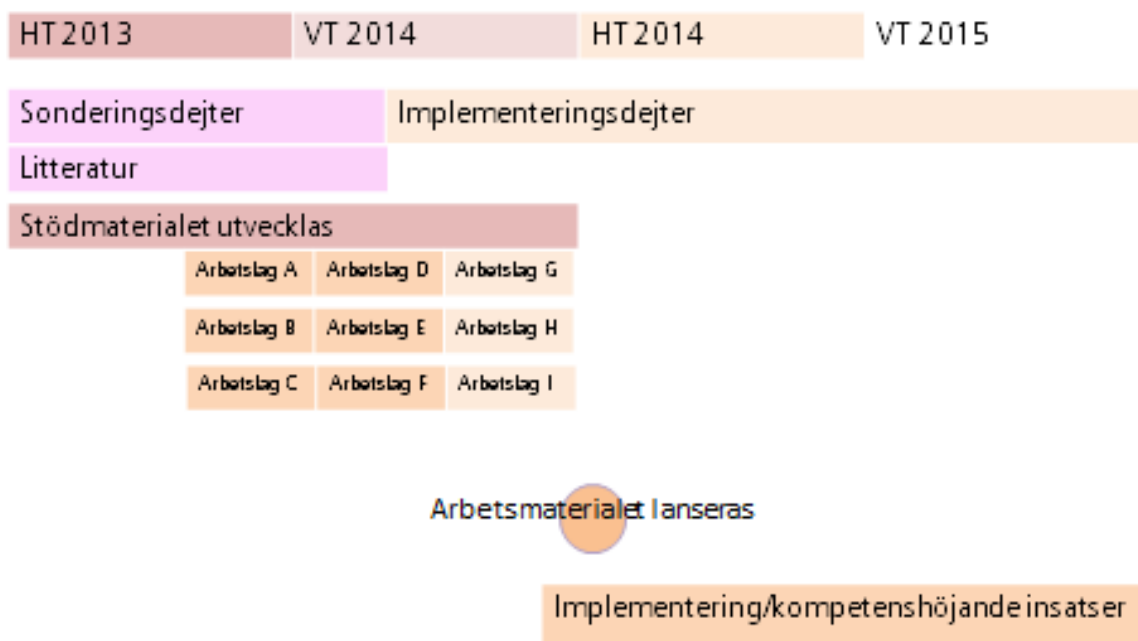 HT 2013 VT 2014 HT 2014 VT 2015
Sonderingsdejter Implementeringsdejter
Litteratur
Stödmaterialet utvecklas
Arbetslag A Arbetslag D Arbetslag G
Arbetslag B Arbetslag E Arbetslag H
Arbetslag C Arbetslag F Arbetslag I
Arbetsmaterialet lanseras
Implementering/kompetenshöjande insatser